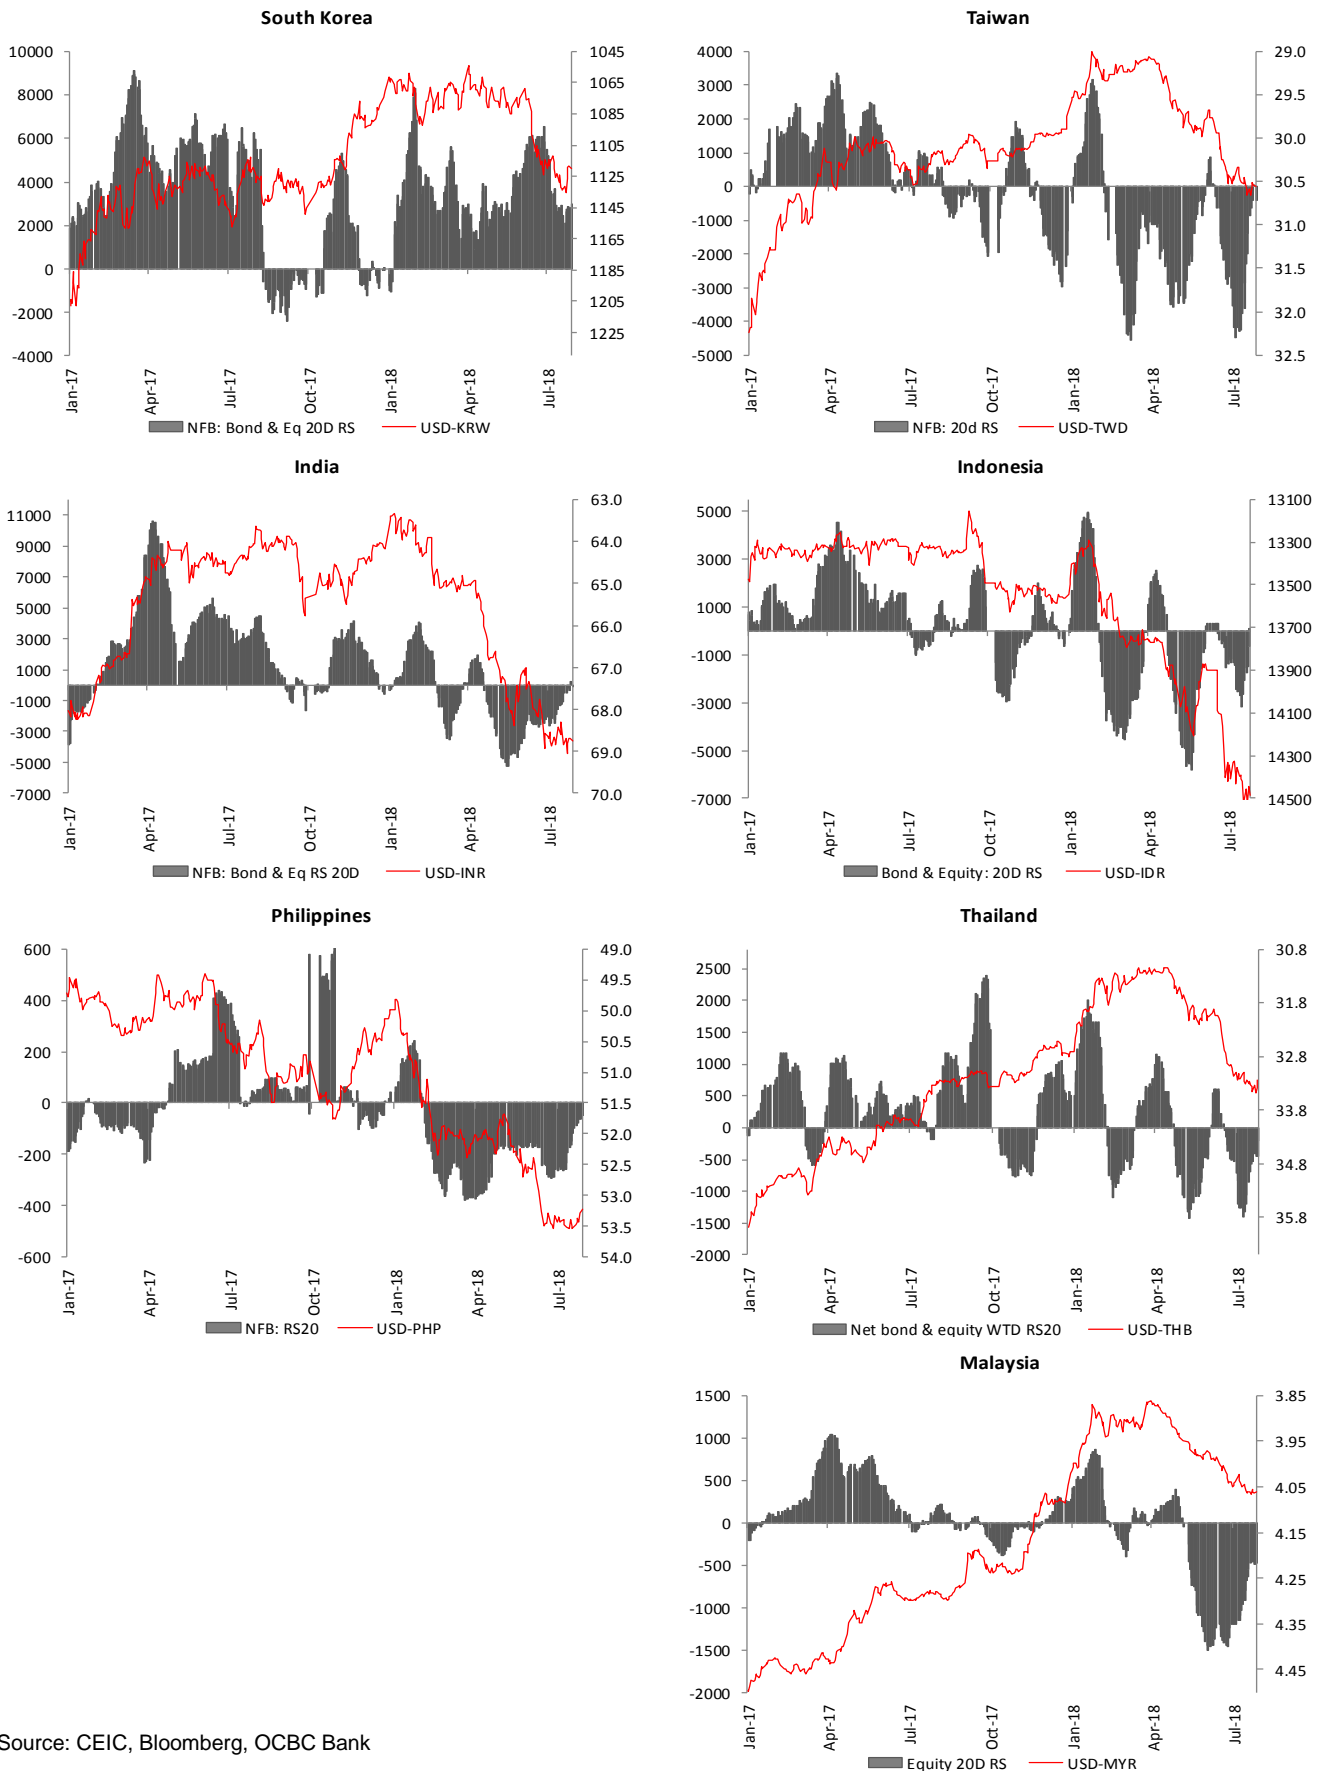 South Korea
10000
8000
6000
4000
2000
0
-2000
-4000
1045
1065
1085
1105
1125
1145
1165
1185
1205
1225
Jan-17
Apr-17
Jul-17
Oct-17
Jan-18
Apr-18
Jul-18
NFB: Bond & Eq 20D RS USD-KRW
Taiwan
4000
3000
2000
1000
0
-1000
-2000
-3000
-4000
-5000
29.0
29.5
30.0
30.5
31.0
31.5
32.0
32.5
Jan-17
Apr-17
Jul-17
Oct-17
Jan-18
Apr-18
Jul-18
NFB: 20d RS USD-TWD
India
11000
9000
7000
5000
3000
1000
-1000
-3000
-5000
-7000
63.0
64.0
65.0
66.0
67.0
68.0
69.0
70.0
Jan-17
Apr-17
Jul-17
Oct-17
Jan-18
Apr-18
Jul-18
NFB: Bond & Eq RS 20D USD-INR
Indonesia
5000
3000
1000
-1000
-3000
-5000
-7000
13100
13300
13500
13700
13900
14100
14300
14500
Jan-17
Apr-17
Jul-17
Oct-17
Jan-18
Apr-18
Jul-18
Bond & Equity: 20D RS USD-IDR
Philippines
600
400
200
0
-200
-400
-600
49.0
49.5
50.0
50.5
51.0
51.5
52.0
52.5
53.0
53.5
54.0
Jan-17
Apr-17
Jul-17
Oct-17
Jan-18
Apr-18
Jul-18
NFB: RS20 USD-PHP
Thailand
2500
2000
1500
1000
500
0
-500
-1000
-1500
-2000
30.8
31.8
32.8
33.8
34.8
35.8
Jan-17
Apr-17
Jul-17
Oct-17
Jan-18
Apr-18
Jul-18
Net bond & equity WTD RS20 USD-THB
Malaysia
1500
1000
500
0
-500
-1000
-1500
-2000
3.85
3.95
4.05
4.15
4.25
4.35
4.45
Jan-17
Apr-17
Jul-17
Oct-17
Jan-18
Apr-18
Jul-18
Equity 20D RS USD-MYR
Source: CEIC, Bloomberg, OCBC Bank